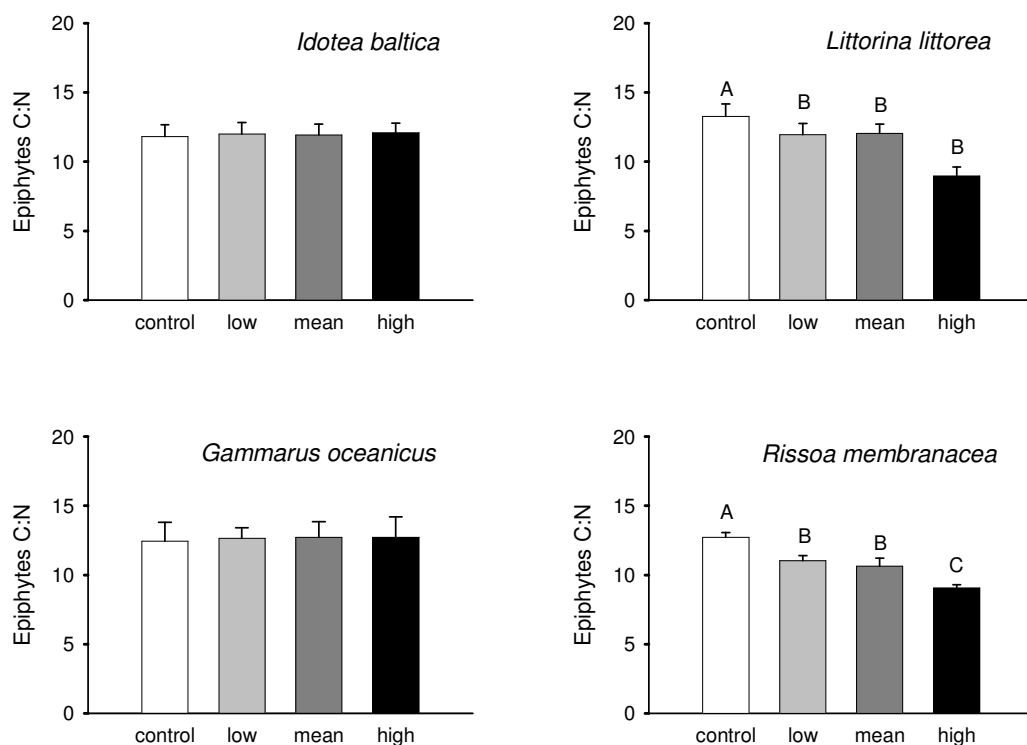 Idotea baltica
Epiphytes C:N
20
15
10
5
0
control low mean high
Littorina littorea
Epiphytes C:N
20
15
10
5
0
A
B
B
B
control low mean high
Gammarus oceanicus
Epiphytes C:N
20
15
10
5
0
control low mean high
Rissoa membranacea
Epiphytes C:N
20
15
10
5
0
A
B
B
C
control low mean high